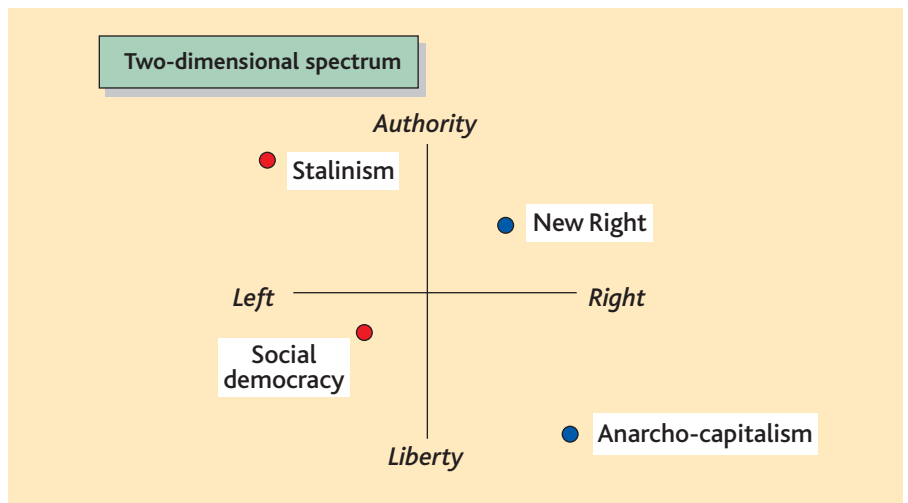 Two-dimensional spectrum
Authority
Stalinism
New Right
Left
Right
Social
democracy
Anarcho-capitalism
Liberty